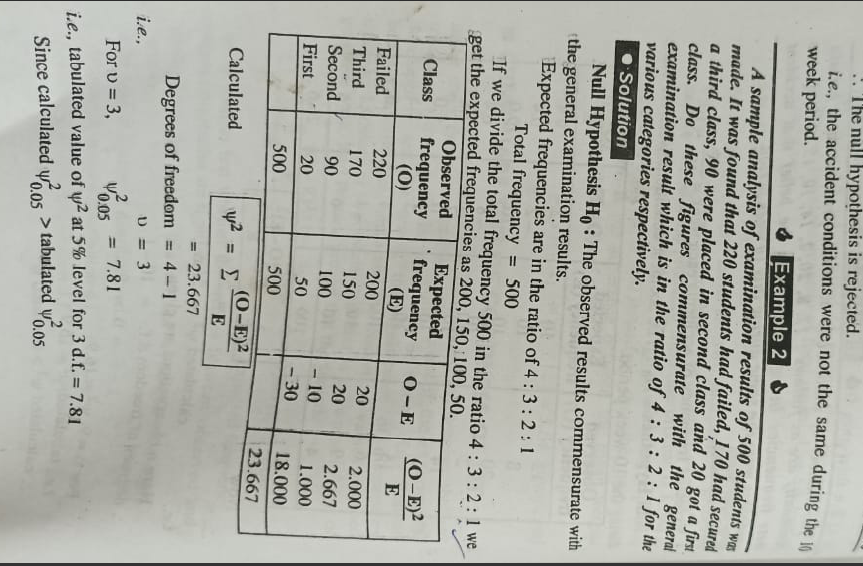 ∴ The null hypothesis is rejected.
i.e., the accident conditions were not the same during the 10
week period.
Example 2
A sample analysis of examination results of 500 students was
made. It was found that 220 students had failed, 170 had secured
a third class, 90 were placed in second class and 20 got a first
class. Do these figures commensurate with the general
examination result which is in the ratio of 4 : 3 : 2 : 1 for the
various categories respectively.
● Solution
Null Hypothesis H₀ : The observed results commensurate with
the general examination results.
Expected frequencies are in the ratio of 4 : 3 : 2 : 1
Total frequency = 500
If we divide the total frequency 500 in the ratio 4 : 3 : 2 : 1 we
get the expected frequencies as 200, 150, 100, 50.
Class Observed frequency (O) Expected frequency (E) O – E (O–E)²/E
Failed 220 200 20 2.000
Third 170 150 20 2.667
Second 90 100 – 10 1.000
First 20 50 – 30 18.000
500 500 23.667
Calculated ψ² = Σ (O–E)²/E
= 23.667
Degrees of freedom = 4 – 1
i.e., υ = 3
For υ = 3, ψ²0.05 = 7.81
i.e., tabulated value of ψ² at 5% level for 3 d.f. = 7.81
Since calculated ψ²0.05 > tabulated ψ²0.05